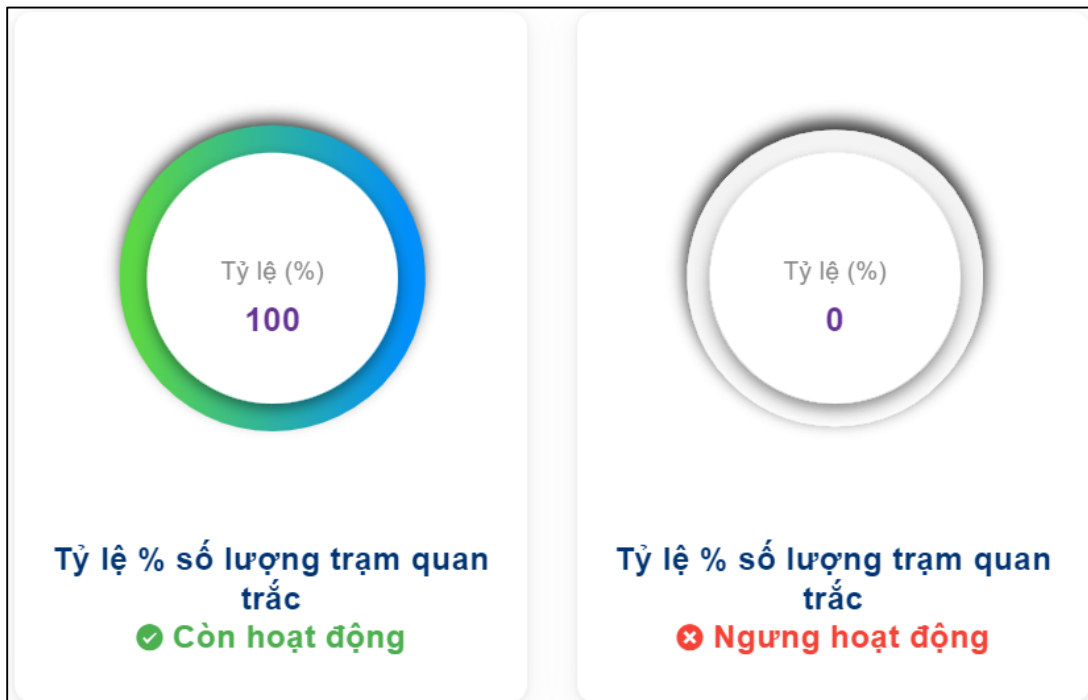 Tỷ lệ (%)
100
Tỷ lệ % số lượng trạm quan
trắc
Còn hoạt động
Tỷ lệ (%)
0
Tỷ lệ % số lượng trạm quan
trắc
Ngưng hoạt động